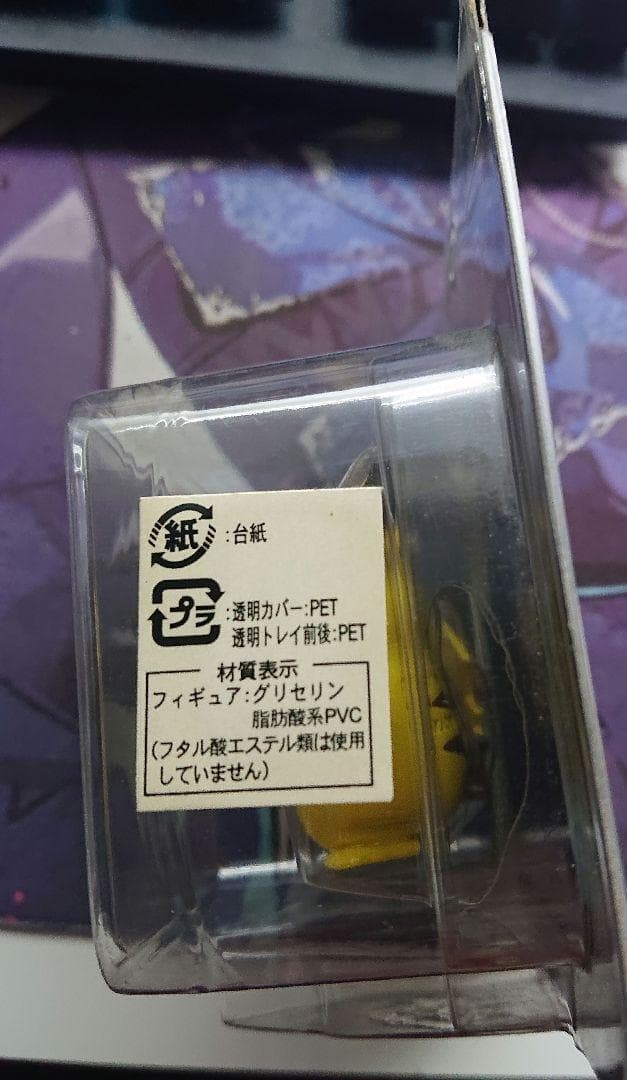 紙 :台紙
プラ :透明カバー:PET
透明トレイ前後:PET
材質表示
フィギュア:グリセリン
脂肪酸系PVC
(フタル酸エステル類は使用
していません)